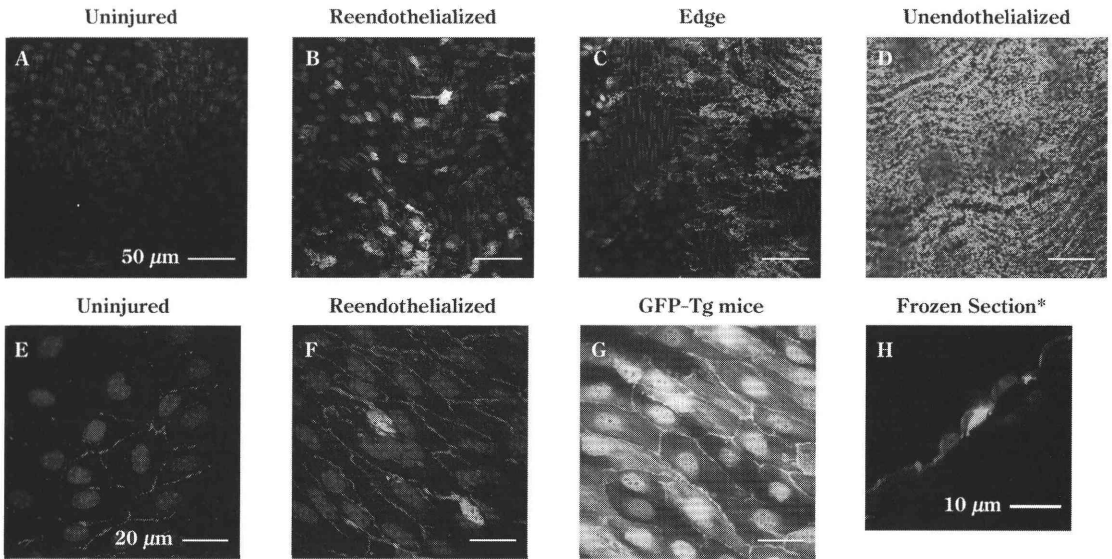 Uninjured Reendothelialized Edge Unendothelialized
A B C D
50 μm
Uninjured Reendothelialized GFP-Tg mice Frozen Section*
E F G H
20 μm 10 μm